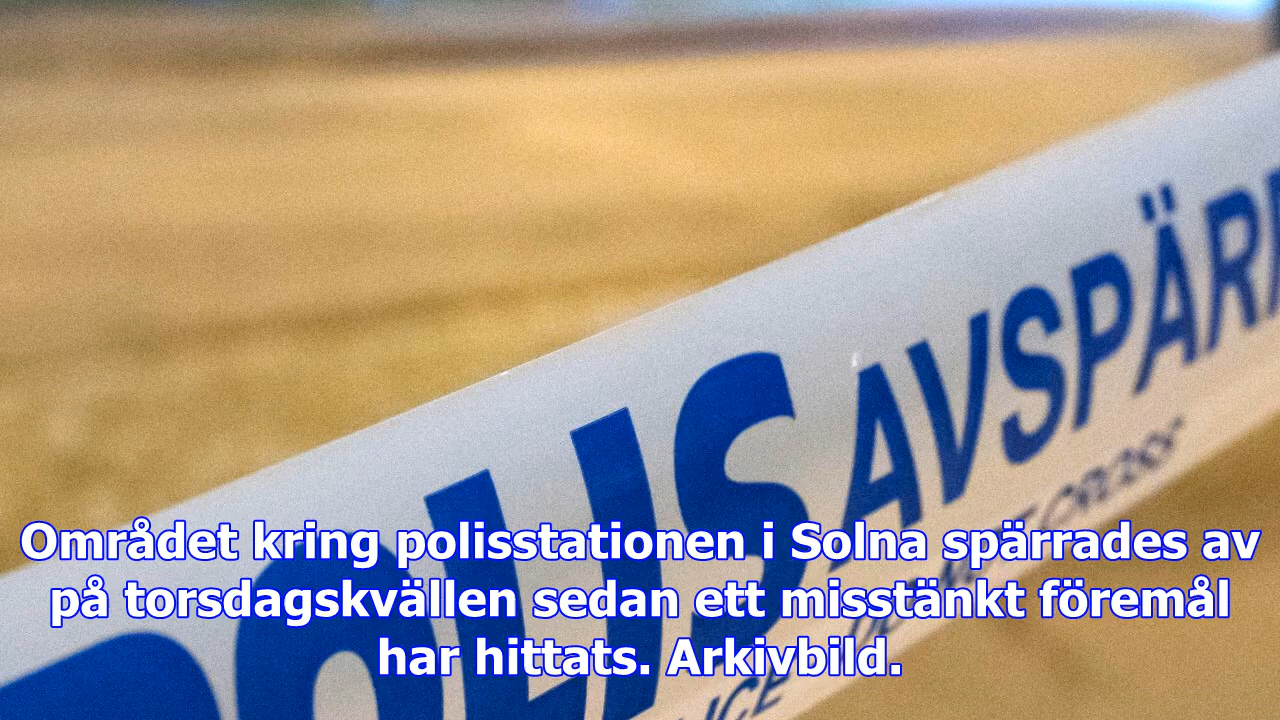 POLIS AVSPÄRR
Området kring polisstationen i Solna spärrades av
på torsdagskvällen sedan ett misstänkt föremål
har hittats. Arkivbild.